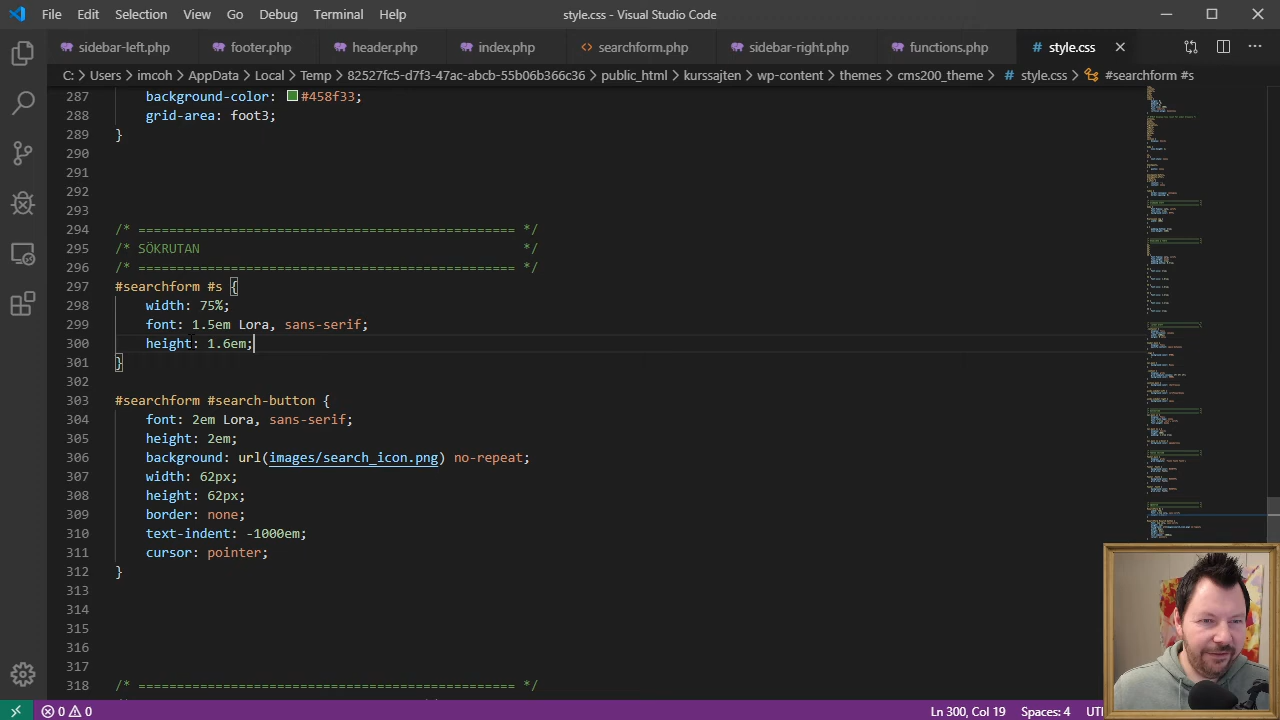 File Edit Selection View Go Debug Terminal Help style.css - Visual Studio Code
sidebar-left.php footer.php header.php index.php searchform.php sidebar-right.php functions.php style.css
C: > Users > imcoh > AppData > Local > Temp > 82527fc5-d7f3-47ac-abcb-55b06b366c36 > public_html > kurssajten > wp-content > themes > cms200_theme > # style.css > #searchform #s
287 background-color: #458f33;
288 grid-area: foot3;
289 }
290
291
292
293
294 /* ================================================= */
295 /* SÖKRUTAN */
296 /* ================================================= */
297 #searchform #s {
298 width: 75%;
299 font: 1.5em Lora, sans-serif;
300 height: 1.6em;
301 }
302
303 #searchform #search-button {
304 font: 2em Lora, sans-serif;
305 height: 2em;
306 background: url(images/search_icon.png) no-repeat;
307 width: 62px;
308 height: 62px;
309 border: none;
310 text-indent: -1000em;
311 cursor: pointer;
312 }
313
314
315
316
317
318 /* ================================================= */
0 0 Ln 300, Col 19 Spaces: 4